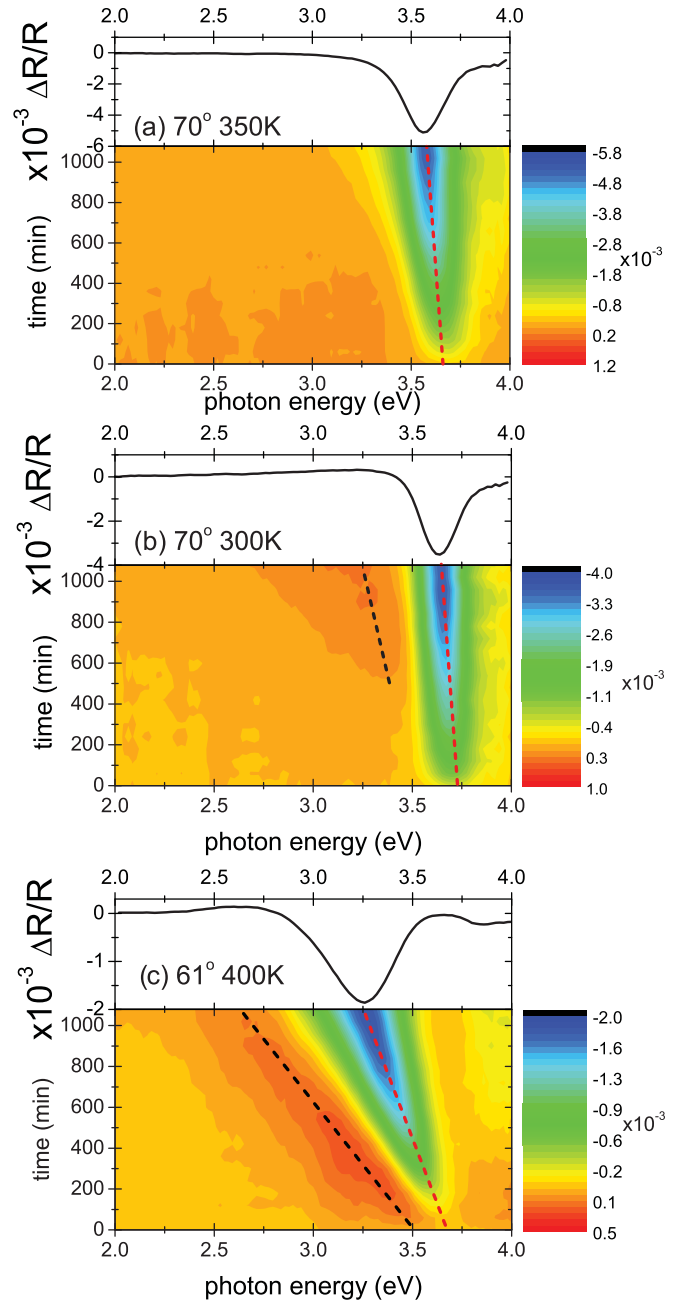 2.0 2.5 3.0 3.5 4.0
0
-2
-4
-6
x10-3 ΔR/R
(a) 70° 350K
1000
800
600
400
200
0
time (min)
2.0 2.5 3.0 3.5 4.0
photon energy (eV)
-5.8
-4.8
-3.8
-2.8
-1.8
-0.8
0.2
1.2
x10-3
2.0 2.5 3.0 3.5 4.0
0
-2
-4
x10-3 ΔR/R
(b) 70° 300K
1000
800
600
400
200
0
time (min)
2.0 2.5 3.0 3.5 4.0
photon energy (eV)
-4.0
-3.3
-2.6
-1.9
-1.1
-0.4
0.3
1.0
x10-3
2.0 2.5 3.0 3.5 4.0
0
-1
-2
x10-3 ΔR/R
(c) 61° 400K
1000
800
600
400
200
0
time (min)
2.0 2.5 3.0 3.5 4.0
photon energy (eV)
-2.0
-1.6
-1.3
-0.9
-0.6
-0.2
0.1
0.5
x10-3